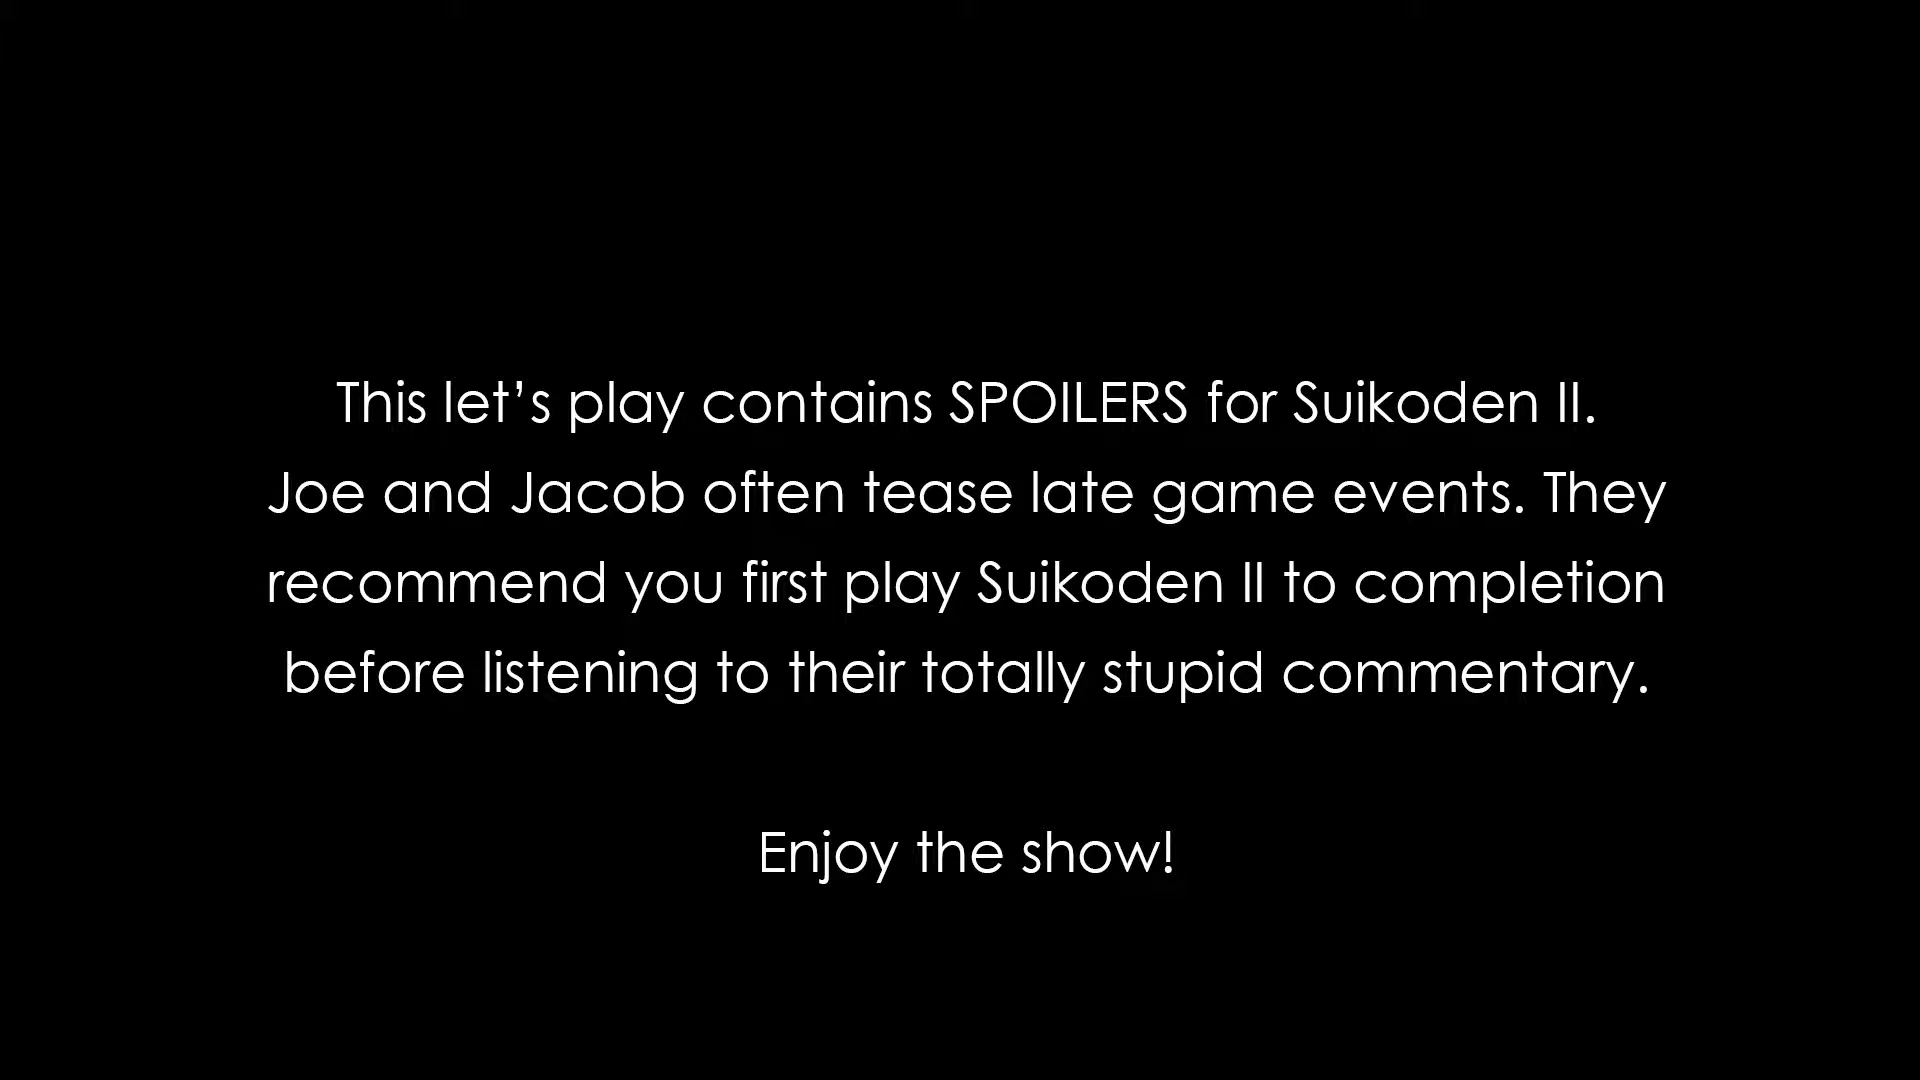 This let’s play contains SPOILERS for Suikoden II.
Joe and Jacob often tease late game events. They
recommend you first play Suikoden II to completion
before listening to their totally stupid commentary.
Enjoy the show!